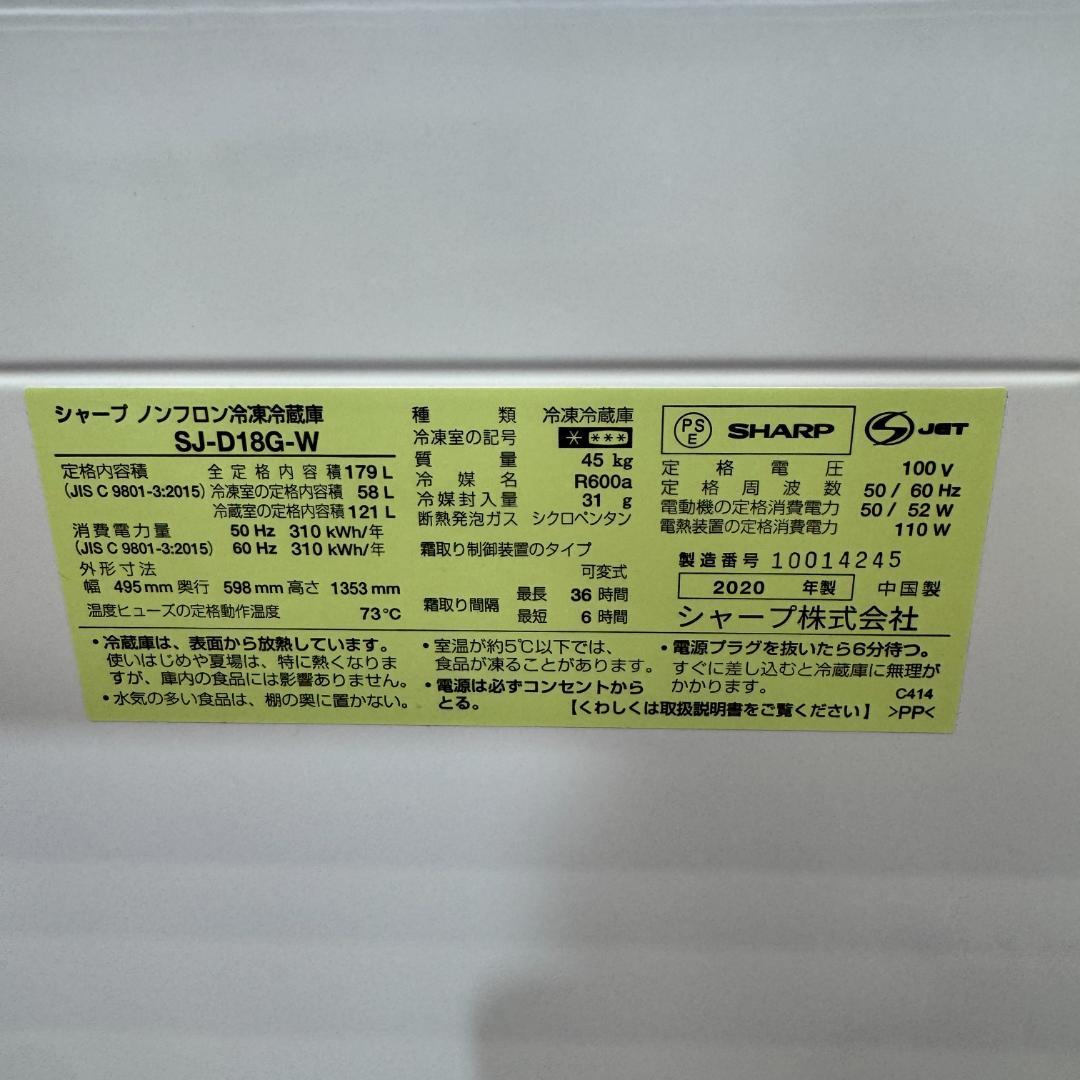 シャープ ノンフロン冷凍冷蔵庫
SJ-D18G-W
定格内容積 全定格内容積 179 L
(JIS C 9801-3:2015) 冷凍室の定格内容積 58 L
冷蔵室の定格内容積 121 L
消費電力量 50 Hz 310 kWh/年
(JIS C 9801-3:2015) 60 Hz 310 kWh/年
外形寸法
幅 495 mm 奥行 598 mm 高さ 1353 mm
温度ヒューズの定格動作温度 73℃
種類 冷凍冷蔵庫
冷凍室の記号 * ***
質量 45 kg
冷媒名 R600a
冷媒封入量 31 g
断熱発泡ガス シクロペンタン
霜取り制御装置のタイプ
可変式
霜取り間隔 最長 36 時間
最短 6 時間
PS E SHARP S JET
定格電圧 100 V
定格周波数 50 / 60 Hz
電動機の定格消費電力 50 / 52 W
電熱装置の定格消費電力 110 W
製造番号 10014245
2020 年製 中国製
シャープ株式会社
・冷蔵庫は、表面から放熱しています。
使いはじめや夏場は、特に熱くなりま
すが、庫内の食品には影響ありません。
・水気の多い食品は、棚の奥に置かない。
・室温が約5℃以下では、
食品が凍ることがあります。
・電源は必ずコンセントから
とる。
・電源プラグを抜いたら6分待つ。
すぐに差し込むと冷蔵庫に無理が
かかります。
C414
【くわしくは取扱説明書をご覧ください】 >PP<